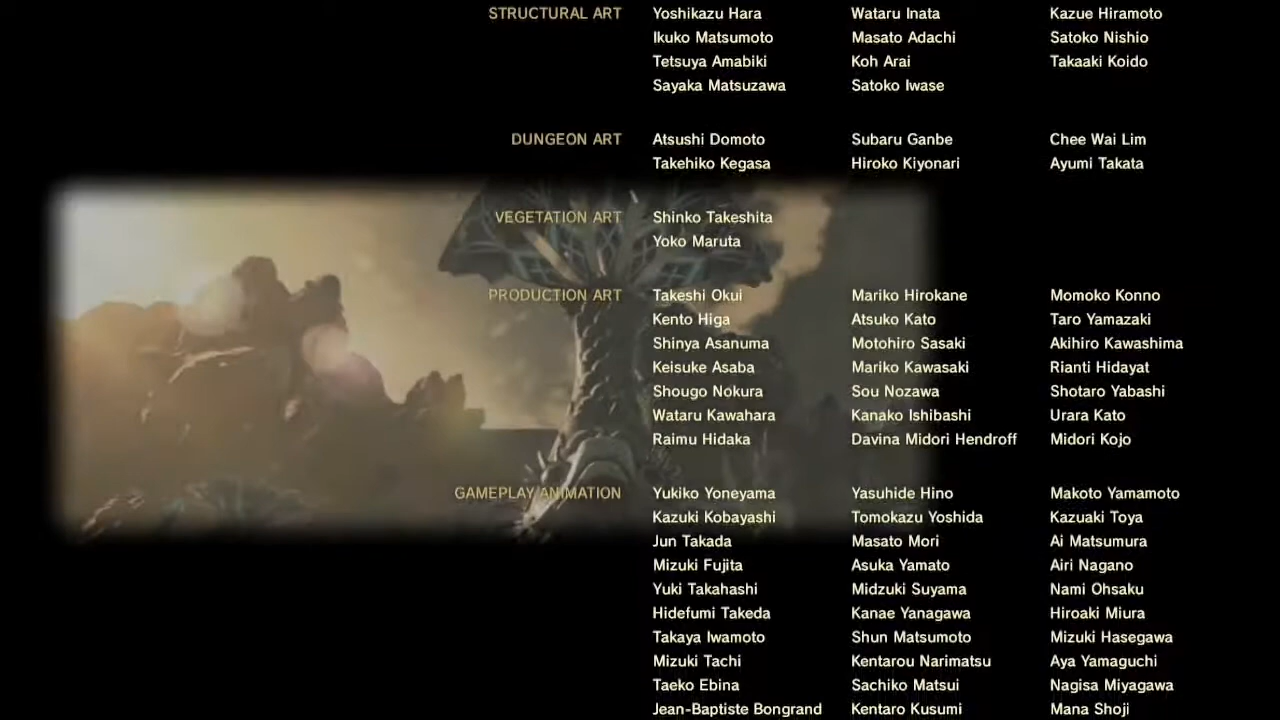 STRUCTURAL ART Yoshikazu Hara Wataru Inata Kazue Hiramoto
Ikuko Matsumoto Masato Adachi Satoko Nishio
Tetsuya Amabiki Koh Arai Takaaki Koido
Sayaka Matsuzawa Satoko Iwase
DUNGEON ART Atsushi Domoto Subaru Ganbe Chee Wai Lim
Takehiko Kegasa Hiroko Kiyonari Ayumi Takata
VEGETATION ART Shinko Takeshita
Yoko Maruta
PRODUCTION ART Takeshi Okui Mariko Hirokane Momoko Konno
Kento Higa Atsuko Kato Taro Yamazaki
Shinya Asanuma Motohiro Sasaki Akihiro Kawashima
Keisuke Asaba Mariko Kawasaki Rianti Hidayat
Shougo Nokura Sou Nozawa Shotaro Yabashi
Wataru Kawahara Kanako Ishibashi Urara Kato
Raimu Hidaka Davina Midori Hendroff Midori Kojo
GAMEPLAY ANIMATION Yukiko Yoneyama Yasuhide Hino Makoto Yamamoto
Kazuki Kobayashi Tomokazu Yoshida Kazuaki Toya
Jun Takada Masato Mori Ai Matsumura
Mizuki Fujita Asuka Yamato Airi Nagano
Yuki Takahashi Midzuki Suyama Nami Ohsaku
Hidefumi Takeda Kanae Yanagawa Hiroaki Miura
Takaya Iwamoto Shun Matsumoto Mizuki Hasegawa
Mizuki Tachi Kentarou Narimatsu Aya Yamaguchi
Taeko Ebina Sachiko Matsui Nagisa Miyagawa
Jean-Baptiste Bongrand Kentaro Kusumi Mana Shoji